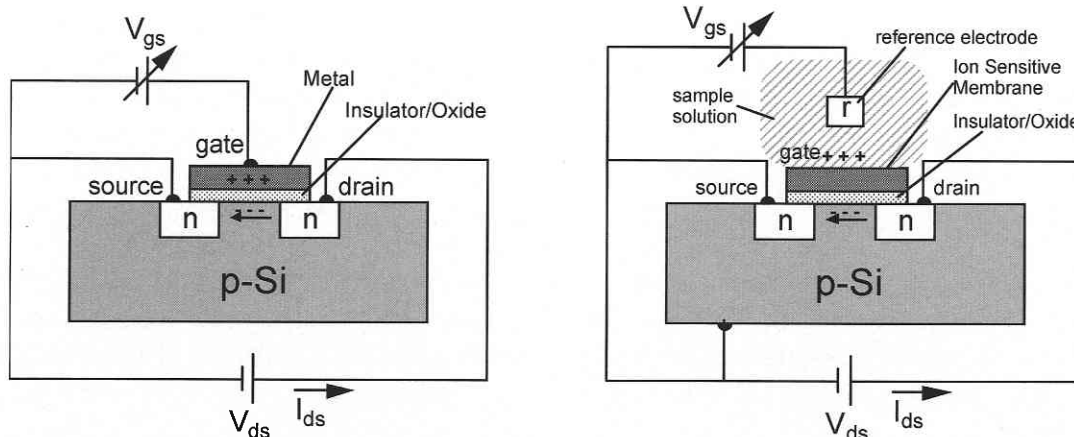 Vgs
Metal
Insulator/Oxide
gate
+ + +
source
drain
n
- - -
n
p-Si
Vds
Ids
Vgs
reference electrode
Ion Sensitive
Membrane
sample
solution
r
Insulator/Oxide
gate + + +
source
drain
n
- - -
n
p-Si
Vds
Ids